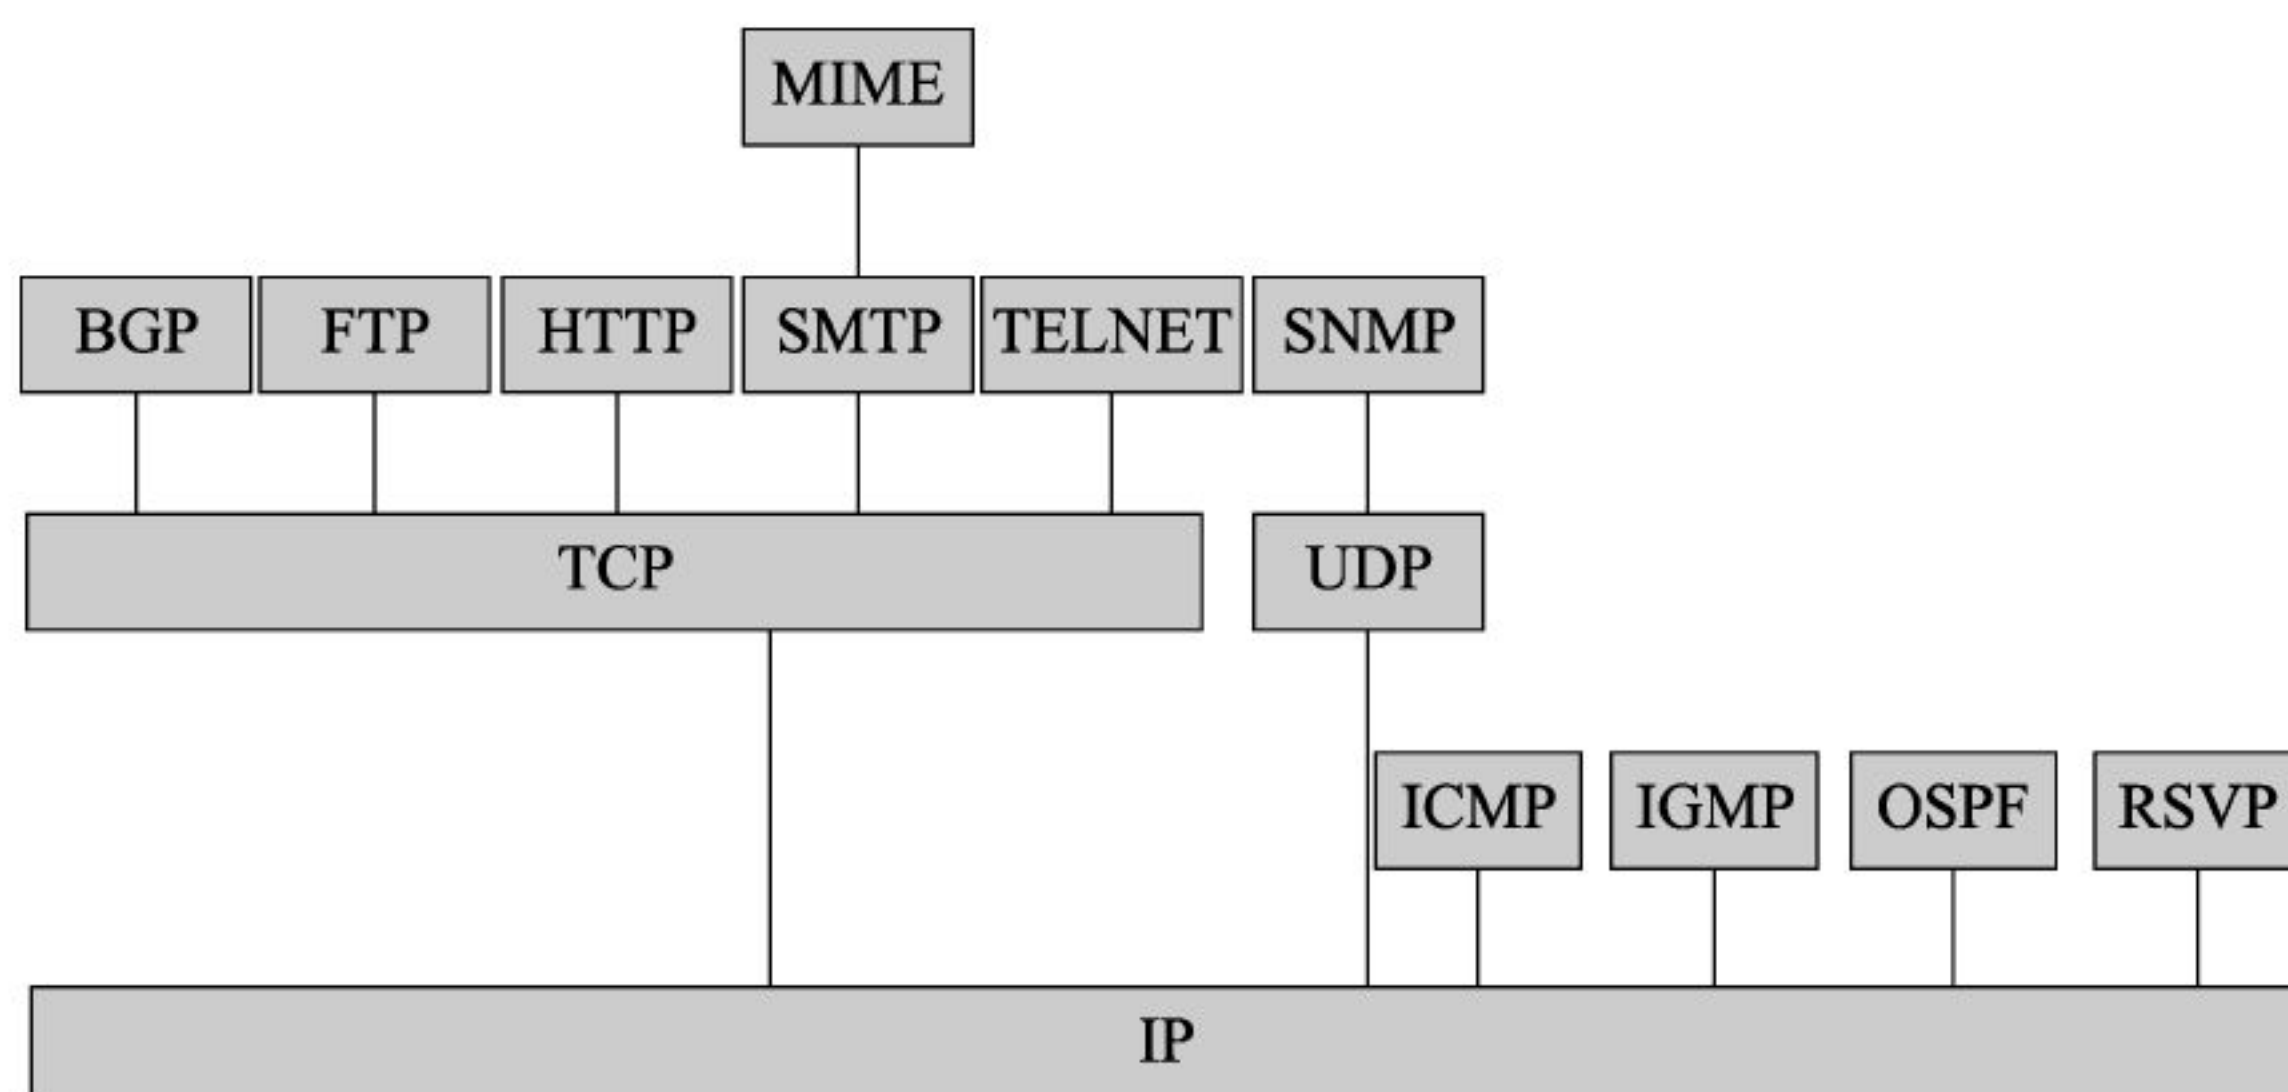 MIME
BGP FTP HTTP SMTP TELNET SNMP
TCP UDP
ICMP IGMP OSPF RSVP
IP